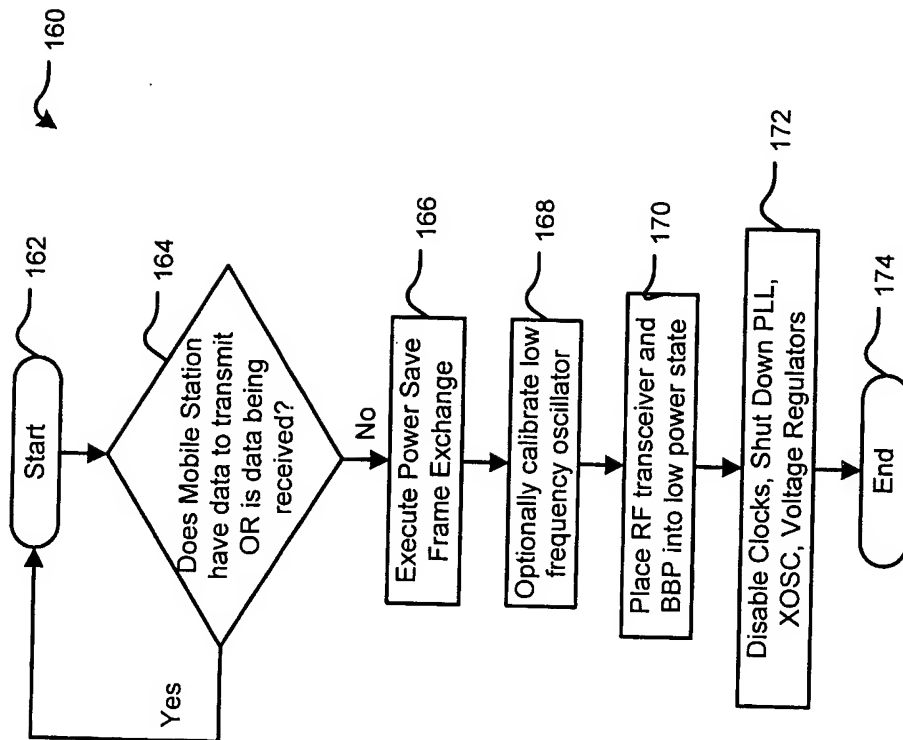 160
Start
162
Does Mobile Station
have data to transmit
OR is data being
received?
164
Yes
No
Execute Power Save
Frame Exchange
166
Optionally calibrate low
frequency oscillator
168
Place RF transceiver and
BBP into low power state
170
Disable Clocks, Shut Down PLL,
XOSC, Voltage Regulators
172
End
174